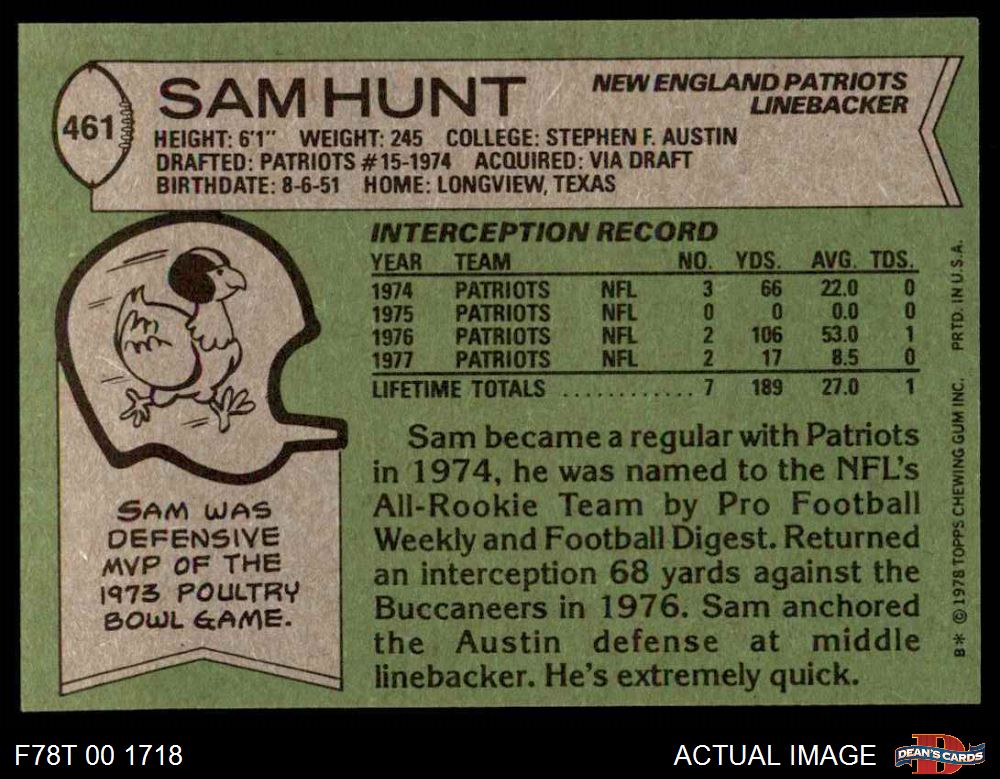 461
SAM HUNT
NEW ENGLAND PATRIOTS
LINEBACKER
HEIGHT: 6'1" WEIGHT: 245 COLLEGE: STEPHEN F. AUSTIN
DRAFTED: PATRIOTS #15-1974 ACQUIRED: VIA DRAFT
BIRTHDATE: 8-6-51 HOME: LONGVIEW, TEXAS
INTERCEPTION RECORD
YEAR TEAM NO. YDS. AVG. TDS.
1974 PATRIOTS NFL 3 66 22.0 0
1975 PATRIOTS NFL 0 0 0.0 0
1976 PATRIOTS NFL 2 106 53.0 1
1977 PATRIOTS NFL 2 17 8.5 0
LIFETIME TOTALS ............ 7 189 27.0 1
Sam became a regular with Patriots
in 1974, he was named to the NFL's
All-Rookie Team by Pro Football
Weekly and Football Digest. Returned
an interception 68 yards against the
Buccaneers in 1976. Sam anchored
the Austin defense at middle
linebacker. He's extremely quick.
SAM WAS
DEFENSIVE
MVP OF THE
1973 POULTRY
BOWL GAME.
B* © 1978 TOPPS CHEWING GUM INC. PRTD. IN U.S.A.
F78T 00 1718
ACTUAL IMAGE
D
DEAN'S CARDS